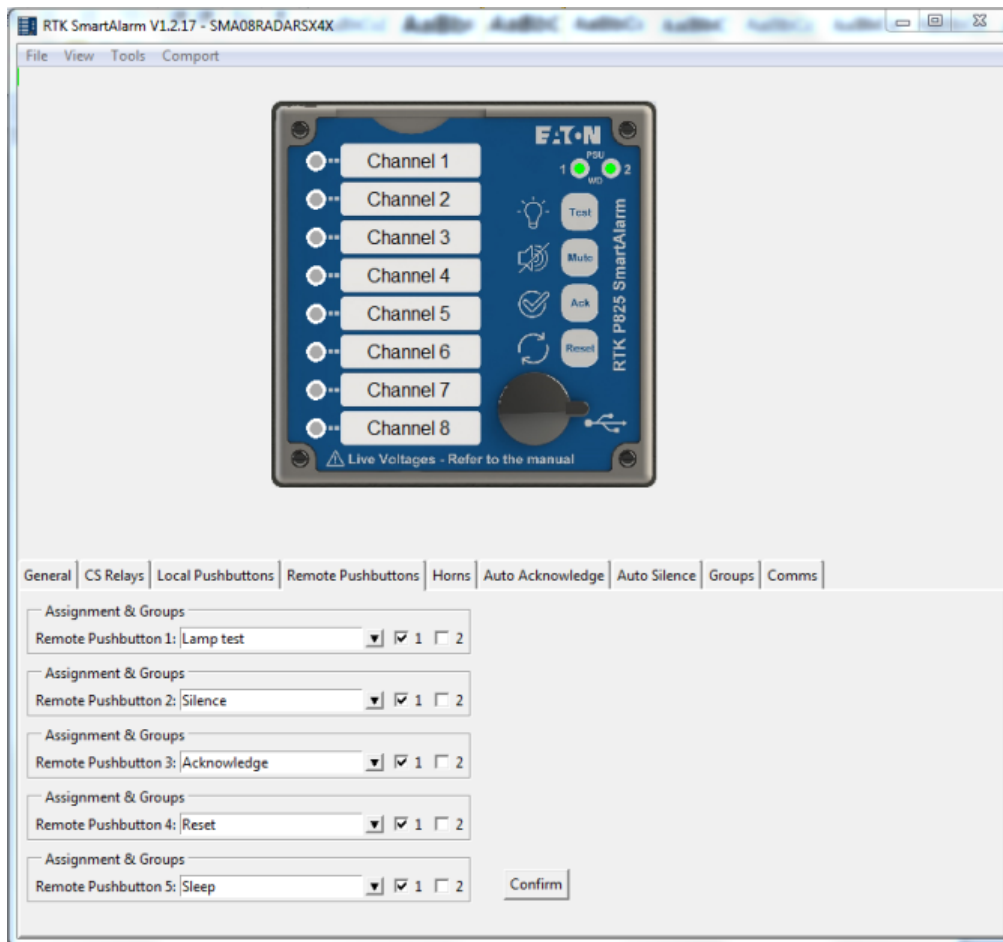 RTK SmartAlarm V1.2.17 - SMA08RADARSX4X
File View Tools Comport
EATON
Channel 1
PSU
1 2
WD
Channel 2
Test
Channel 3
Mute
Channel 4
Ack
Channel 5
Channel 6
Reset
Channel 7
Channel 8
RTK P825 SmartAlarm
Live Voltages - Refer to the manual
General CS Relays Local Pushbuttons Remote Pushbuttons Horns Auto Acknowledge Auto Silence Groups Comms
Assignment & Groups
Remote Pushbutton 1: Lamp test 1 2
Assignment & Groups
Remote Pushbutton 2: Silence 1 2
Assignment & Groups
Remote Pushbutton 3: Acknowledge 1 2
Assignment & Groups
Remote Pushbutton 4: Reset 1 2
Assignment & Groups
Remote Pushbutton 5: Sleep 1 2
Confirm